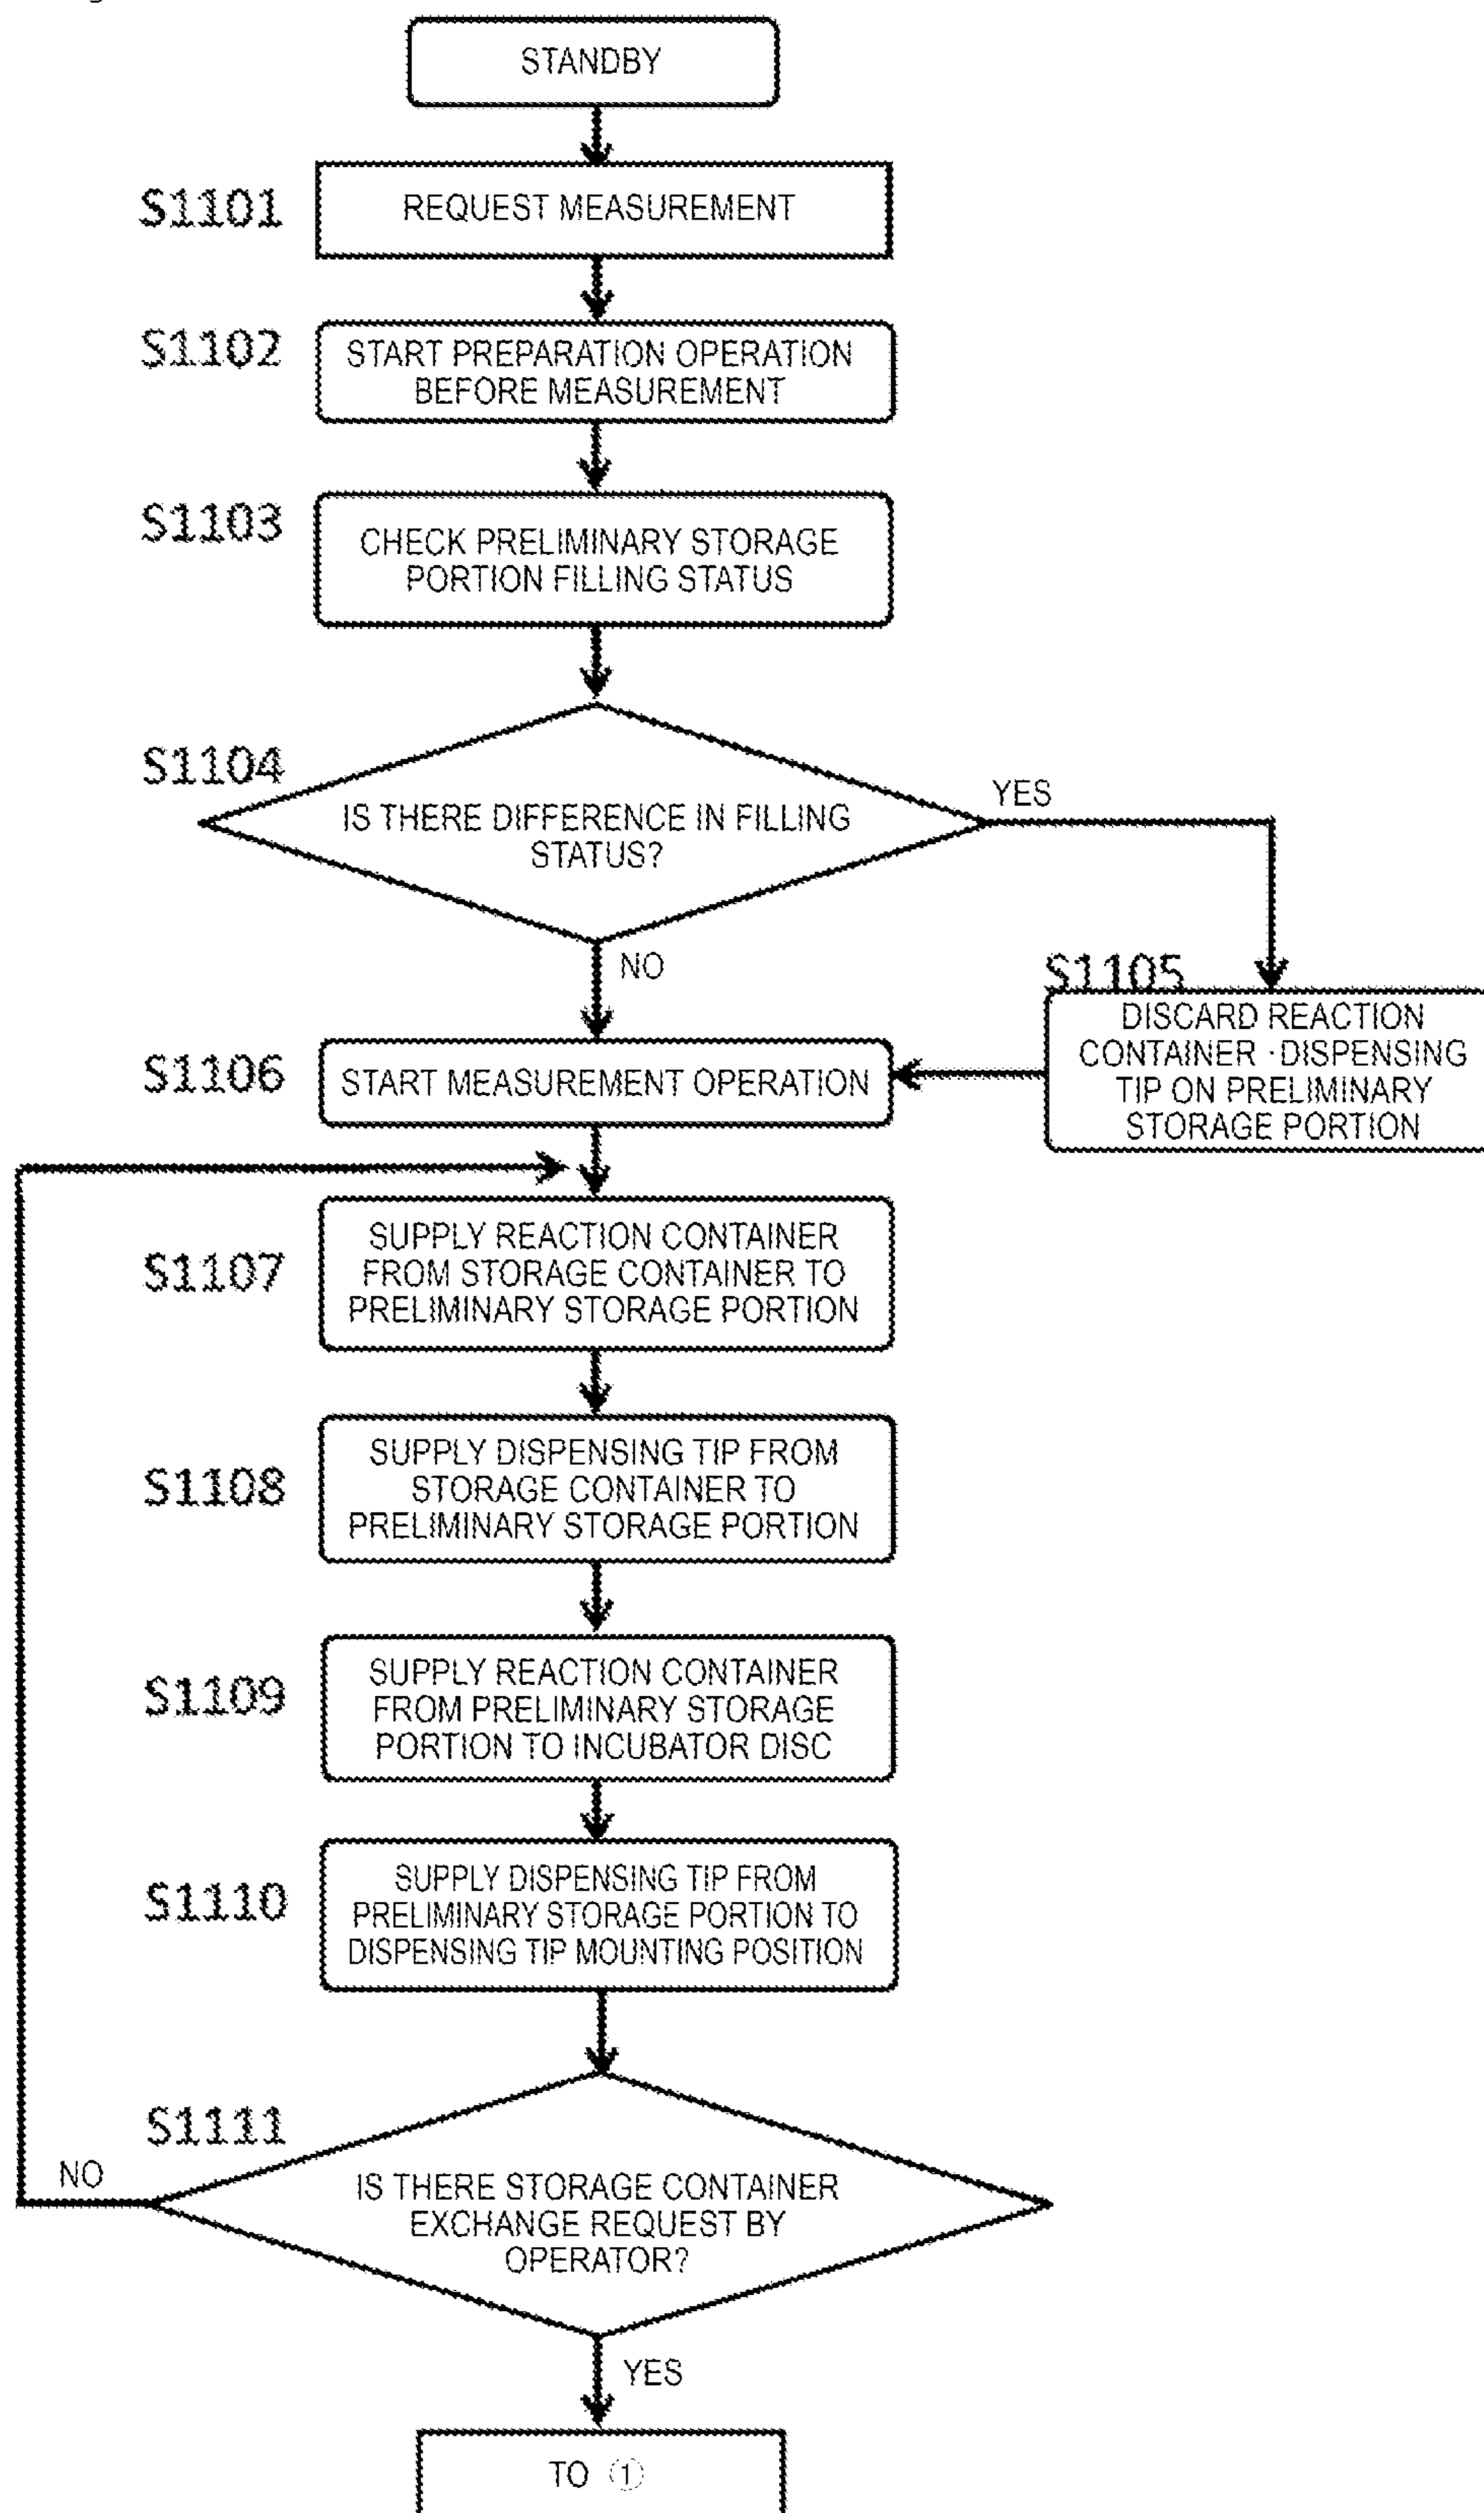 STANDBY
S1101
REQUEST MEASUREMENT
S1102
START PREPARATION OPERATION
BEFORE MEASUREMENT
S1103
CHECK PRELIMINARY STORAGE
PORTION FILLING STATUS
S1104
IS THERE DIFFERENCE IN FILLING
STATUS?
YES
NO
S1105
DISCARD REACTION
CONTAINER ·DISPENSING
TIP ON PRELIMINARY
STORAGE PORTION
S1106
START MEASUREMENT OPERATION
S1107
SUPPLY REACTION CONTAINER
FROM STORAGE CONTAINER TO
PRELIMINARY STORAGE PORTION
S1108
SUPPLY DISPENSING TIP FROM
STORAGE CONTAINER TO
PRELIMINARY STORAGE PORTION
S1109
SUPPLY REACTION CONTAINER
FROM PRELIMINARY STORAGE
PORTION TO INCUBATOR DISC
S1110
SUPPLY DISPENSING TIP FROM
PRELIMINARY STORAGE PORTION TO
DISPENSING TIP MOUNTING POSITION
S1111
NO
IS THERE STORAGE CONTAINER
EXCHANGE REQUEST BY
OPERATOR?
YES
TO ①